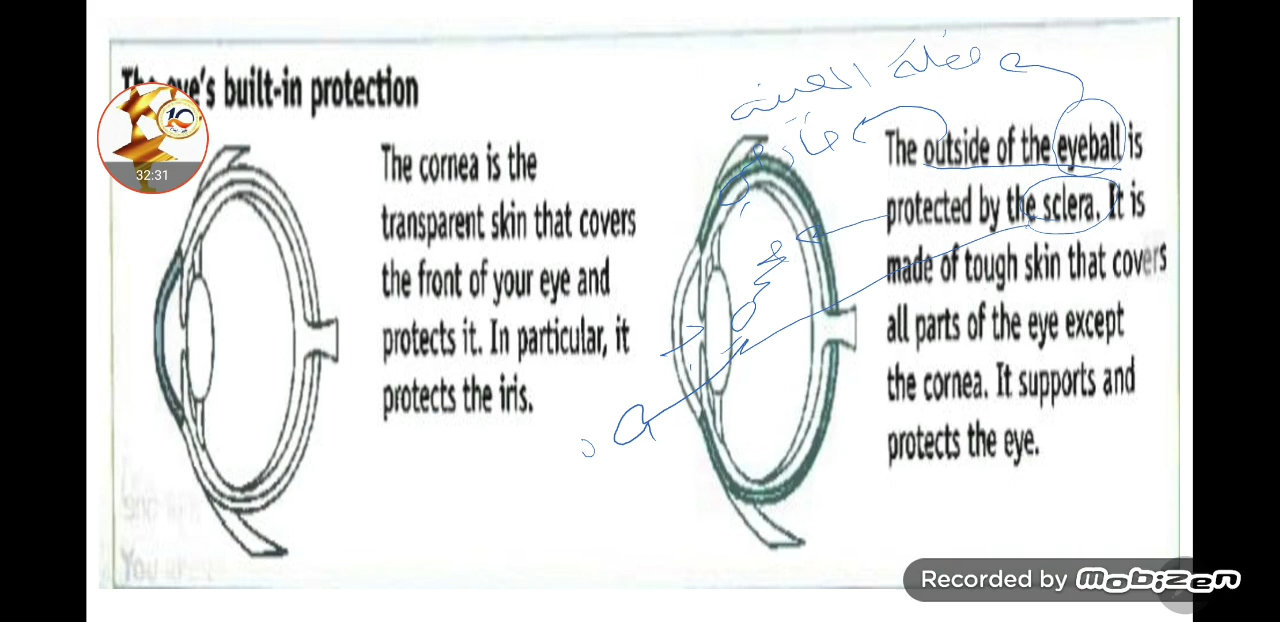 The eye's built-in protection
10
32:31
The cornea is the
transparent skin that covers
the front of your eye and
protects it. In particular, it
protects the iris.
العين
The outside of the eyeball is
protected by the sclera. It is
made of tough skin that covers
all parts of the eye except
the cornea. It supports and
protects the eye.
You
Recorded by Mobizen